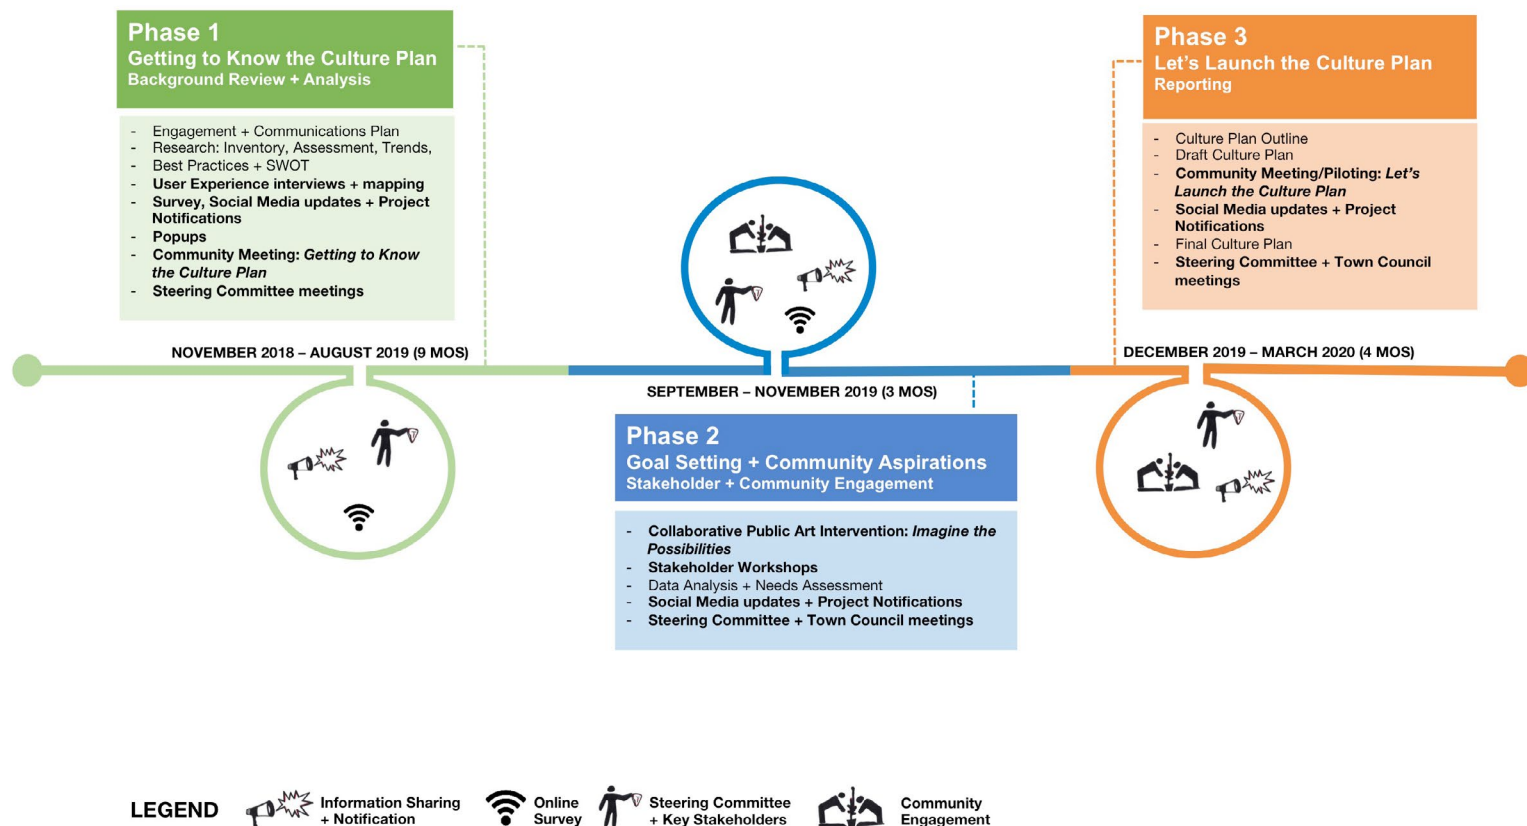 Phase 1
Getting to Know the Culture Plan
Background Review + Analysis
- Engagement + Communications Plan
- Research: Inventory, Assessment, Trends,
- Best Practices + SWOT
- User Experience interviews + mapping
- Survey, Social Media updates + Project
Notifications
- Popups
- Community Meeting: Getting to Know
the Culture Plan
- Steering Committee meetings
NOVEMBER 2018 – AUGUST 2019 (9 MOS)
SEPTEMBER – NOVEMBER 2019 (3 MOS)
Phase 2
Goal Setting + Community Aspirations
Stakeholder + Community Engagement
- Collaborative Public Art Intervention: Imagine the
Possibilities
- Stakeholder Workshops
- Data Analysis + Needs Assessment
- Social Media updates + Project Notifications
- Steering Committee + Town Council meetings
Phase 3
Let's Launch the Culture Plan
Reporting
- Culture Plan Outline
- Draft Culture Plan
- Community Meeting/Piloting: Let's
Launch the Culture Plan
- Social Media updates + Project
Notifications
- Final Culture Plan
- Steering Committee + Town Council
meetings
DECEMBER 2019 – MARCH 2020 (4 MOS)
LEGEND
Information Sharing
+ Notification
Online
Survey
Steering Committee
+ Key Stakeholders
Community
Engagement